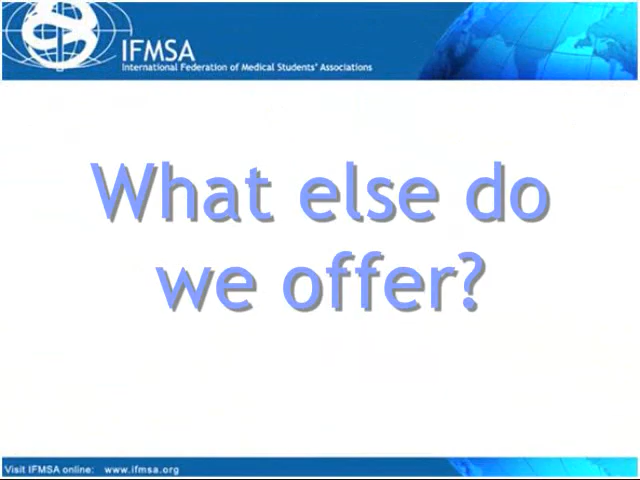 IFMSA
International Federation of Medical Students' Associations
What else do
we offer?
Visit IFMSA online: www.ifmsa.org